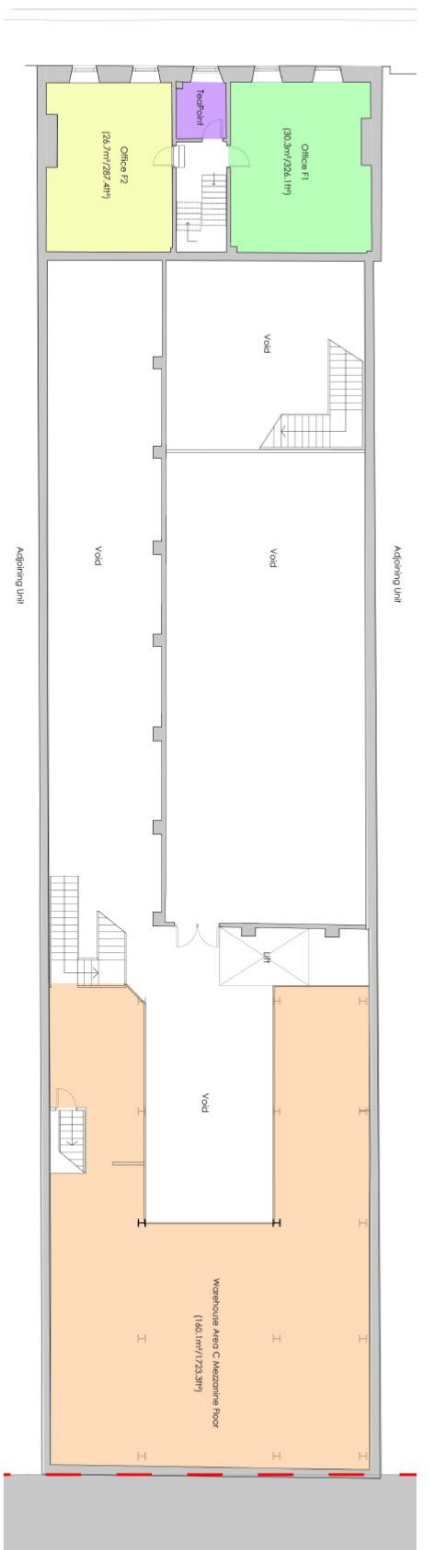 TeaPoint
Office F1
(30.3m²/326.1ft²)
Office F2
(26.7m²/287.4ft²)
Void
Void
Void
Adjoining Unit
Adjoining Unit
Lift
Void
Warehouse Area C Mezzanine Floor
(160.1m²/1723.3ft²)